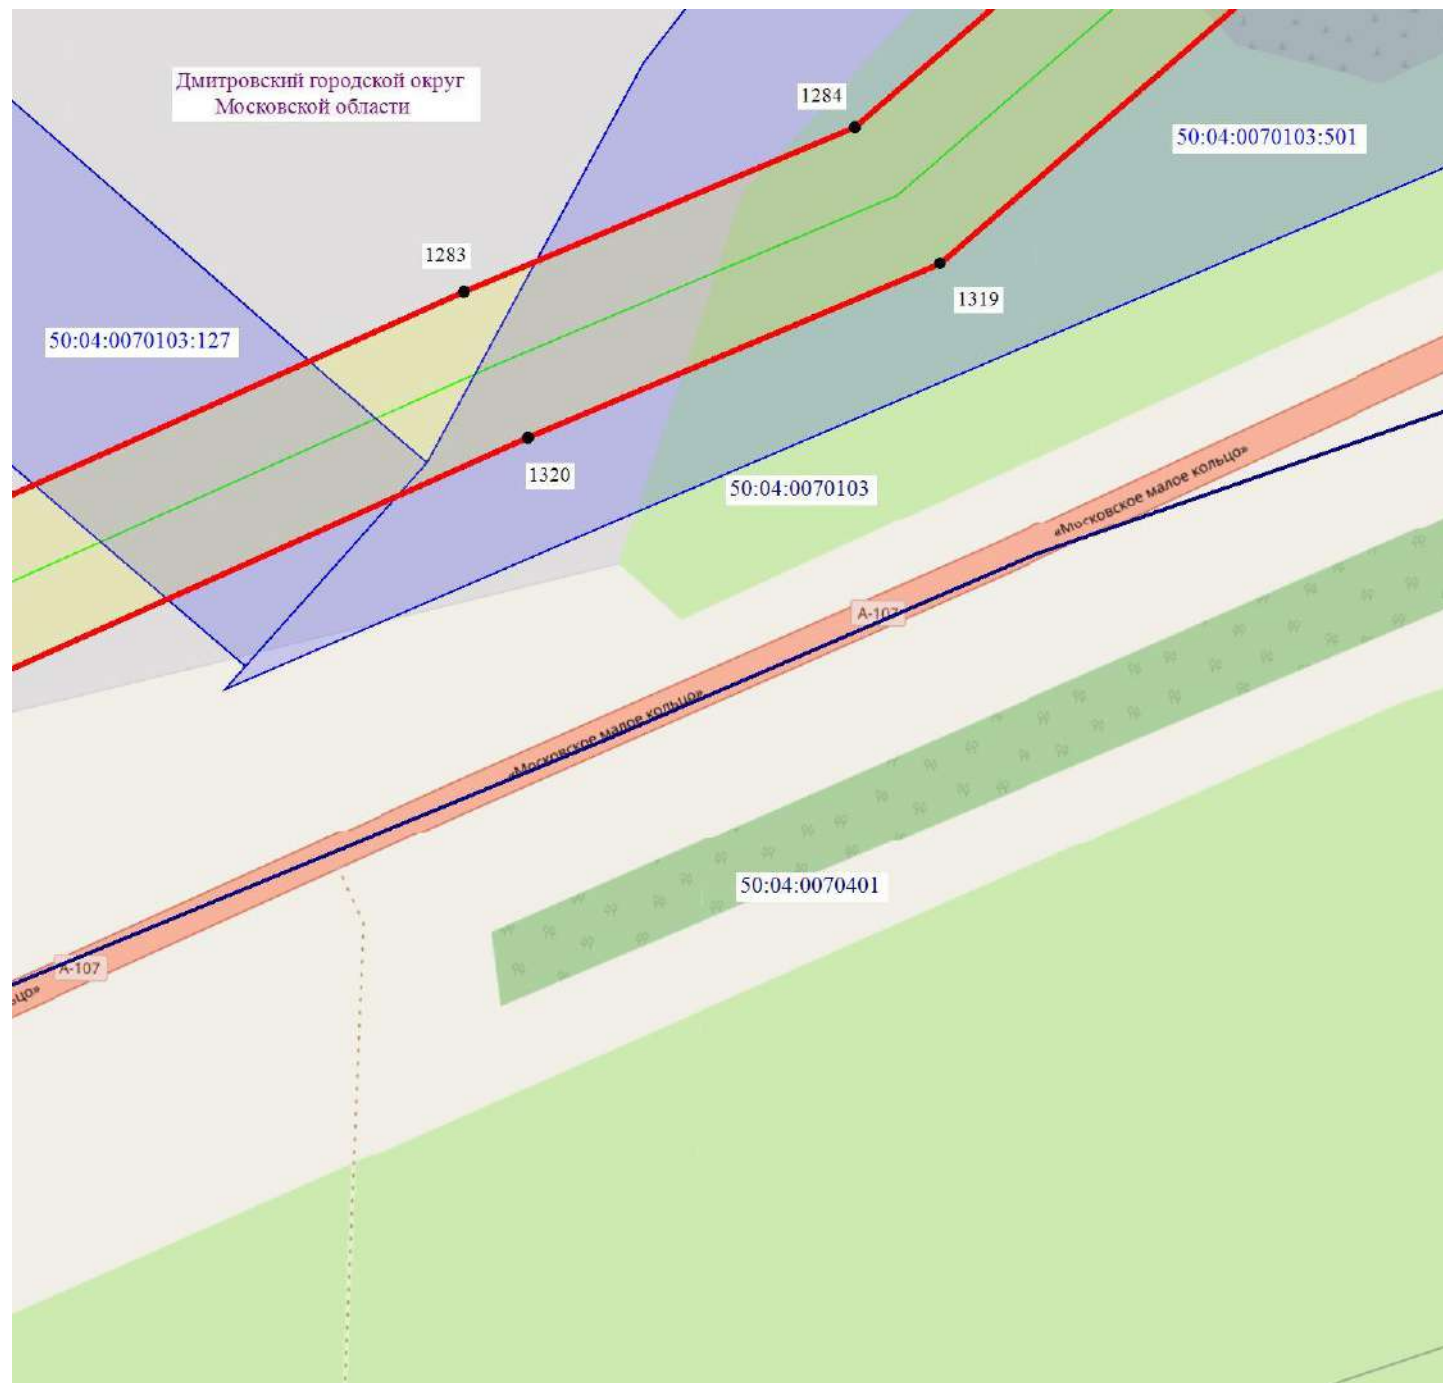 Дмитровский городской округ
Московской области
1284
50:04:0070103:501
1283
1319
50:04:0070103:127
1320
50:04:0070103
«Московское малое кольцо»
А-107
«Московское малое кольцо»
50:04:0070401
А-107
ьцо»